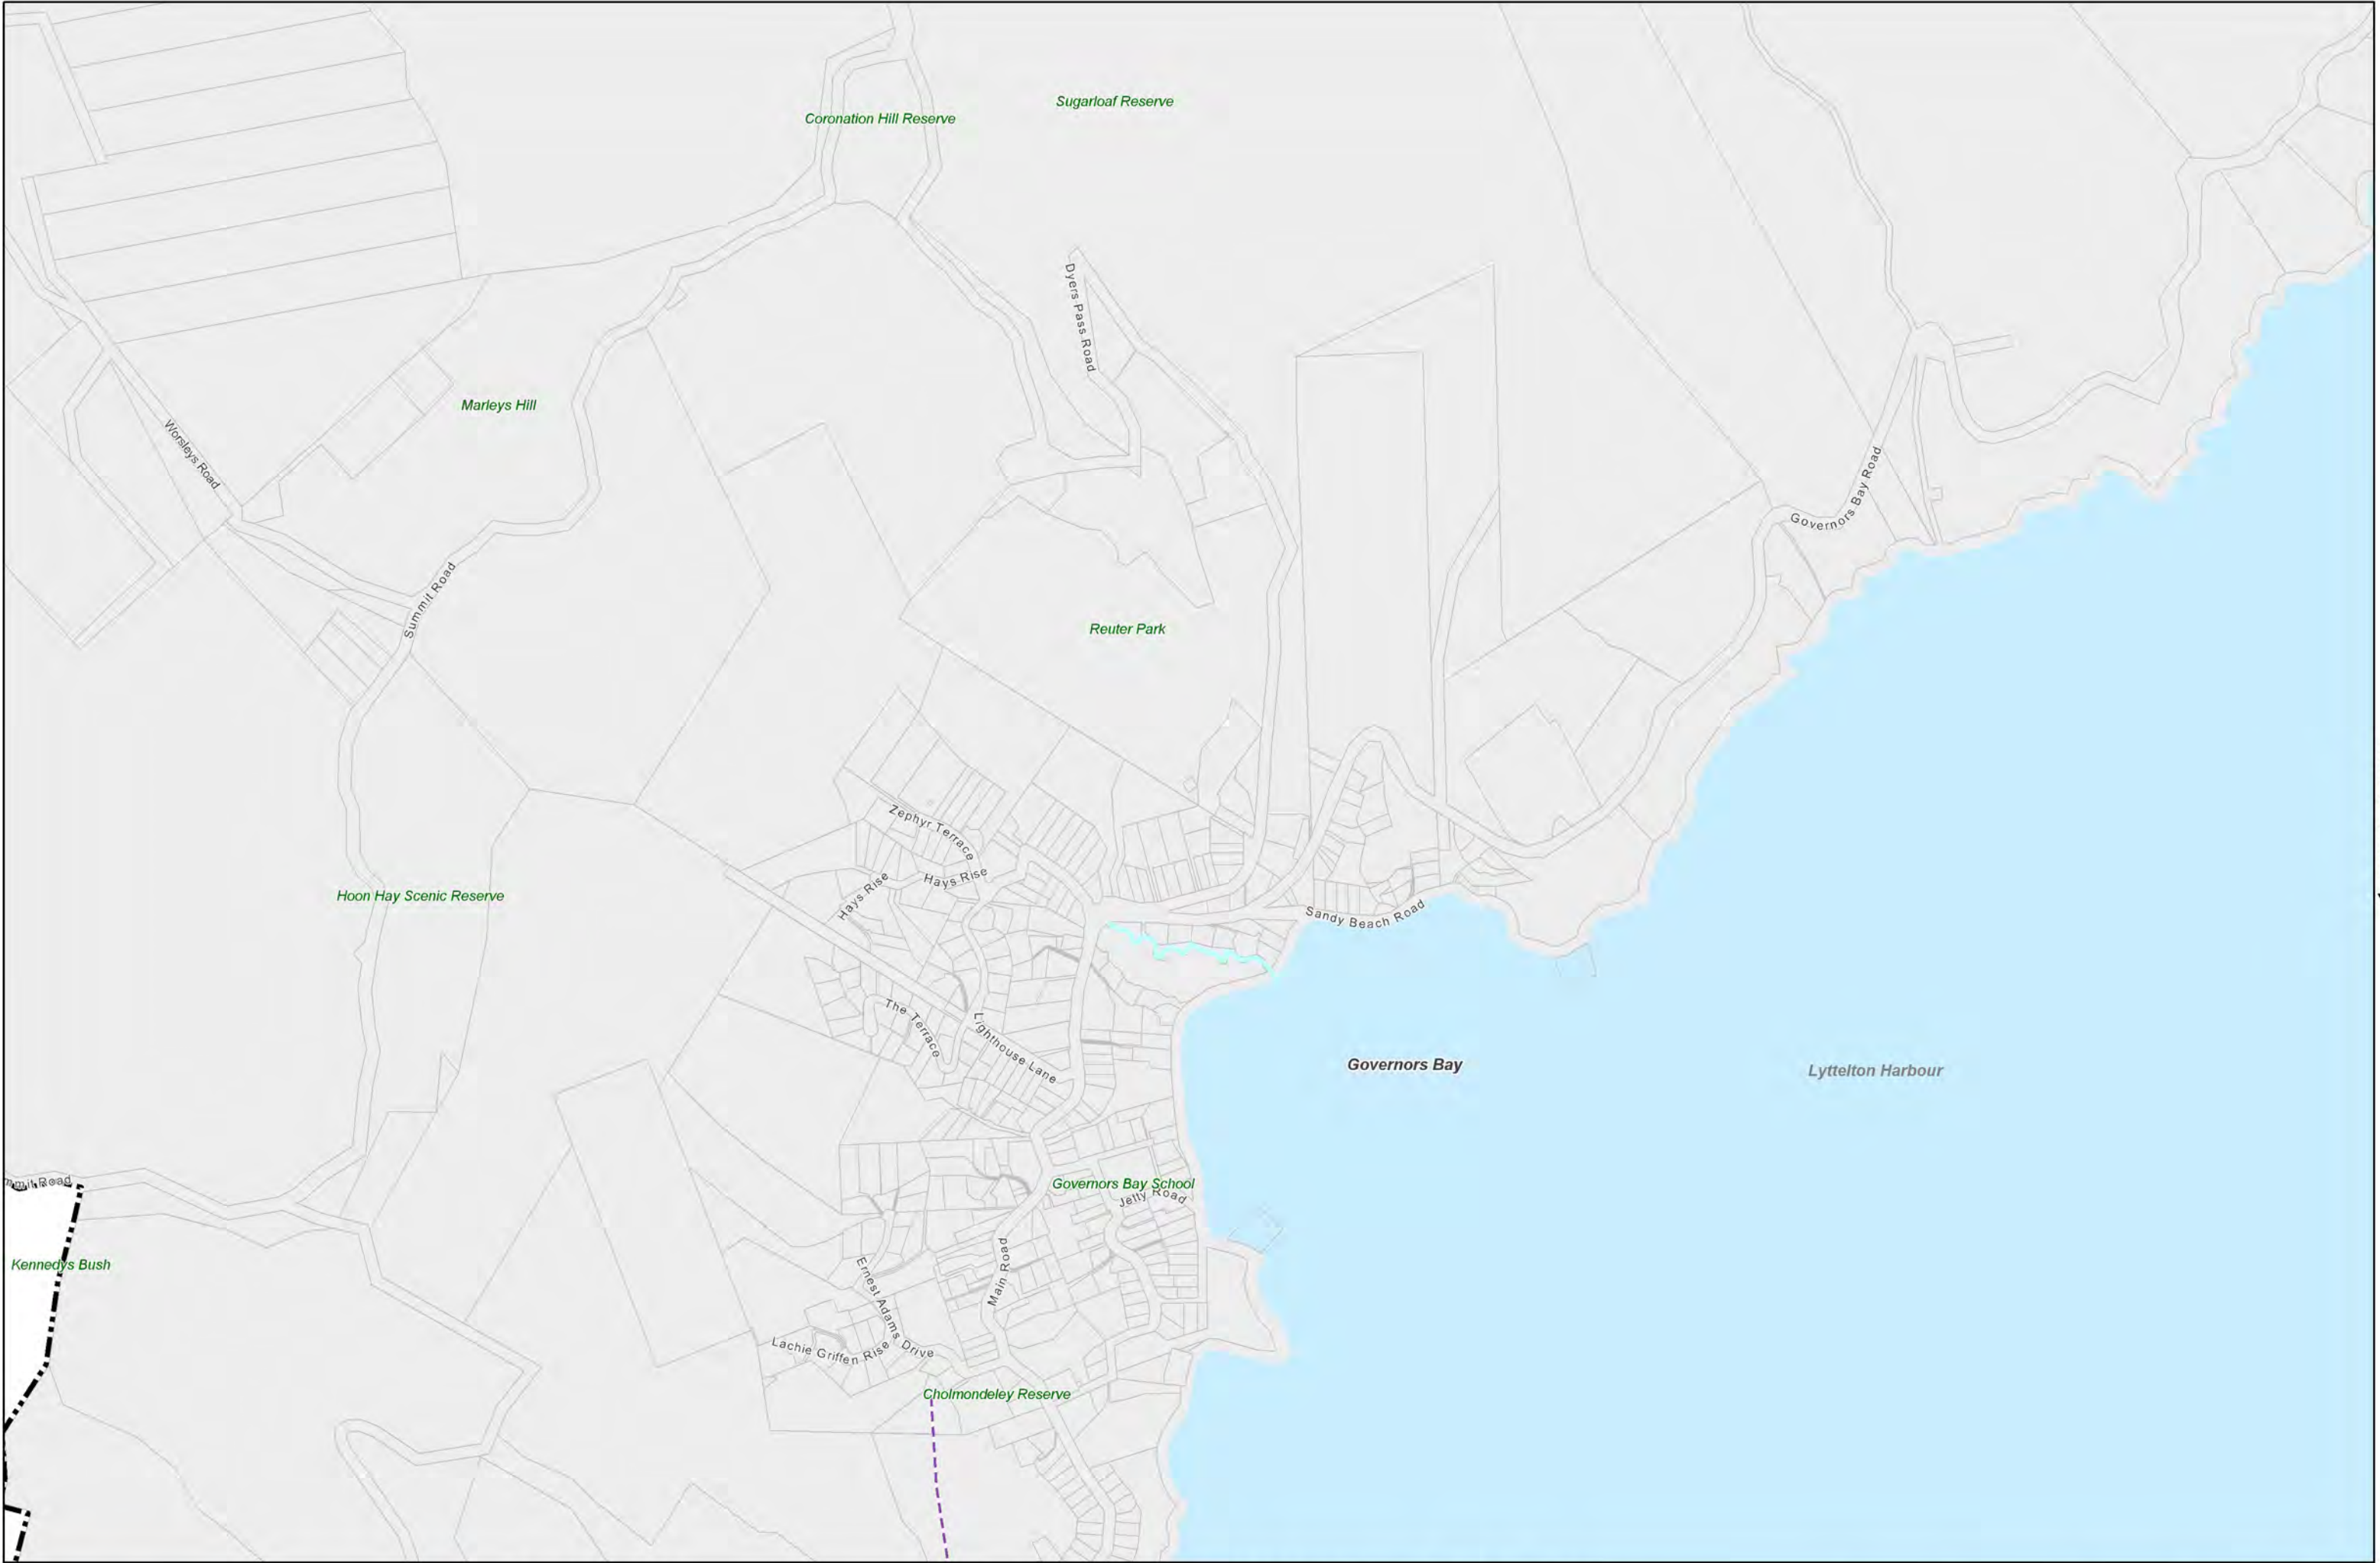 Sugarloaf Reserve
Coronation Hill Reserve
Dyers Pass Road
Marleys Hill
Worsleys Road
Governors Bay Road
Summit Road
Reuter Park
Zephyr Terrace
Hays Rise
Hays Rise
Hoon Hay Scenic Reserve
Sandy Beach Road
The Terrace
Lighthouse Lane
Governors Bay
Lyttelton Harbour
mmit Road
Governors Bay School
Jetty Road
Kennedys Bush
Main Road
Ernest Adams Drive
Lachie Griffen Rise
Cholmondeley Reserve